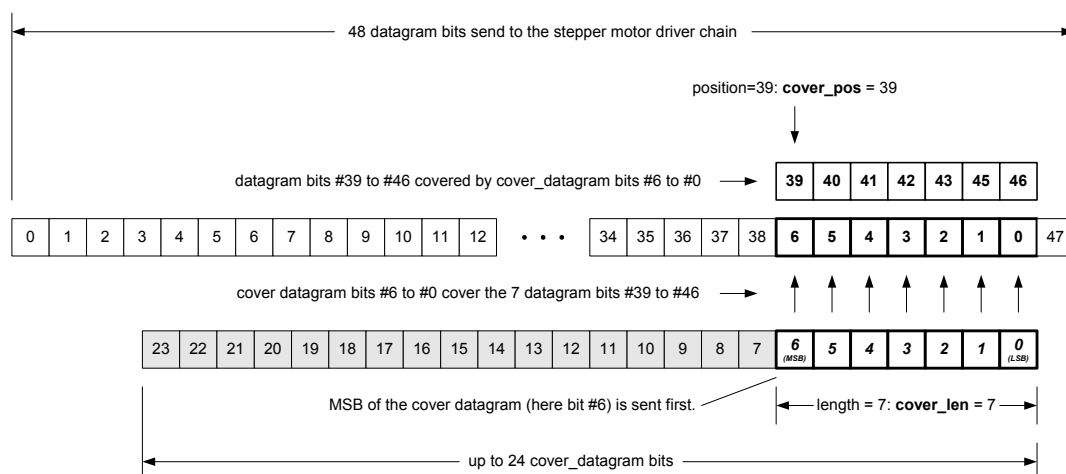 48 datagram bits send to the stepper motor driver chain
position=39: cover_pos = 39
datagram bits #39 to #46 covered by cover_datagram bits #6 to #0
39 40 41 42 43 45 46
0 1 2 3 4 5 6 7 8 9 10 11 12 • • • 34 35 36 37 38 6 5 4 3 2 1 0 47
cover datagram bits #6 to #0 cover the 7 datagram bits #39 to #46
23 22 21 20 19 18 17 16 15 14 13 12 11 10 9 8 7 6 5 4 3 2 1 0
(MSB) (LSB)
MSB of the cover datagram (here bit #6) is sent first.
length = 7: cover_len = 7
up to 24 cover_datagram bits